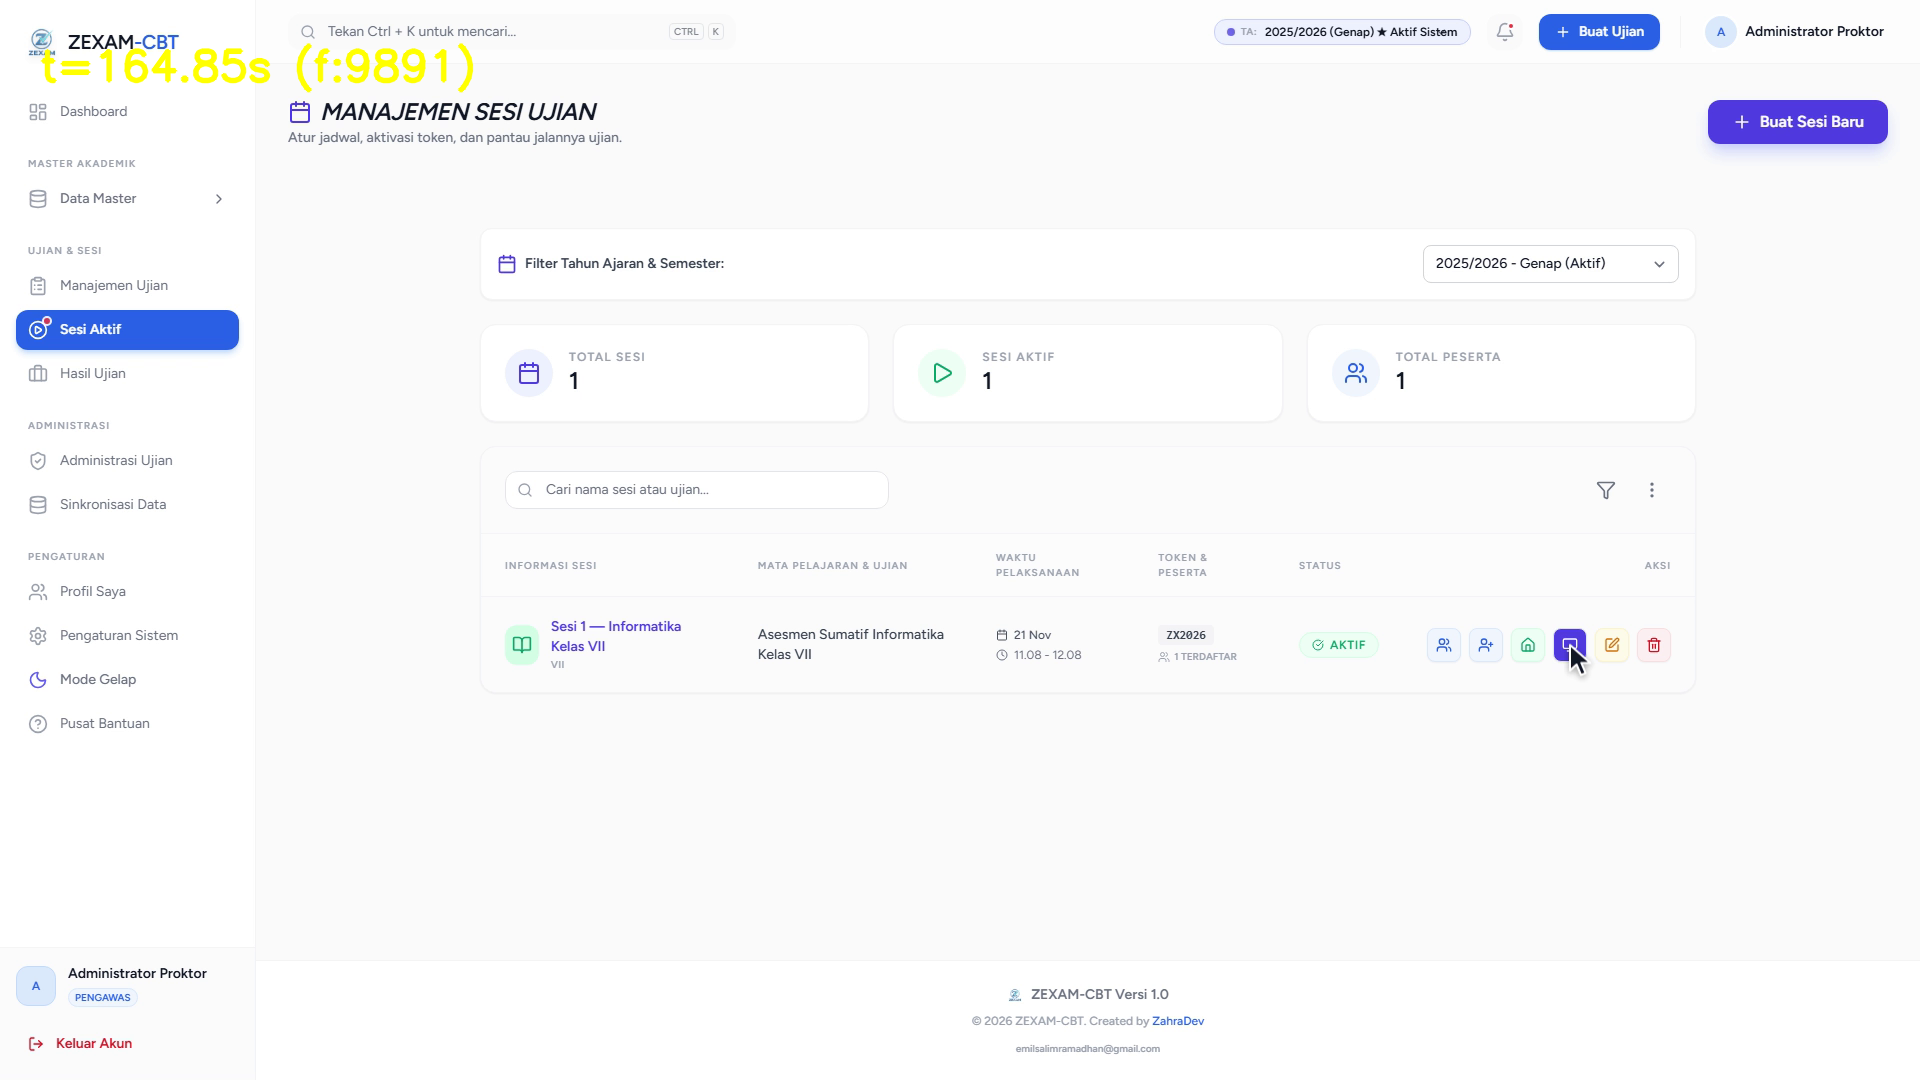 ZEXAM-CBT
ZEXAM
t=164.85s (f:9891)
Dashboard
MASTER AKADEMIK
Data Master
UJIAN & SESI
Manajemen Ujian
Sesi Aktif
Hasil Ujian
ADMINISTRASI
Administrasi Ujian
Sinkronisasi Data
PENGATURAN
Profil Saya
Pengaturan Sistem
Mode Gelap
Pusat Bantuan
A
Administrator Proktor
PENGAWAS
Keluar Akun
Tekan Ctrl + K untuk mencari...
CTRL K
TA: 2025/2026 (Genap) ★ Aktif Sistem
Buat Ujian
A Administrator Proktor
MANAJEMEN SESI UJIAN
Atur jadwal, aktivasi token, dan pantau jalannya ujian.
Buat Sesi Baru
Filter Tahun Ajaran & Semester:
2025/2026 - Genap (Aktif)
TOTAL SESI
1
SESI AKTIF
1
TOTAL PESERTA
1
Cari nama sesi atau ujian...
INFORMASI SESI
MATA PELAJARAN & UJIAN
WAKTU
PELAKSANAAN
TOKEN &
PESERTA
STATUS
AKSI
Sesi 1 — Informatika
Kelas VII
VII
Asesmen Sumatif Informatika
Kelas VII
21 Nov
11.08 - 12.08
ZX2026
1 TERDAFTAR
AKTIF
ZEXAM-CBT Versi 1.0
© 2026 ZEXAM-CBT. Created by ZahraDev
emilsalimramadhan@gmail.com